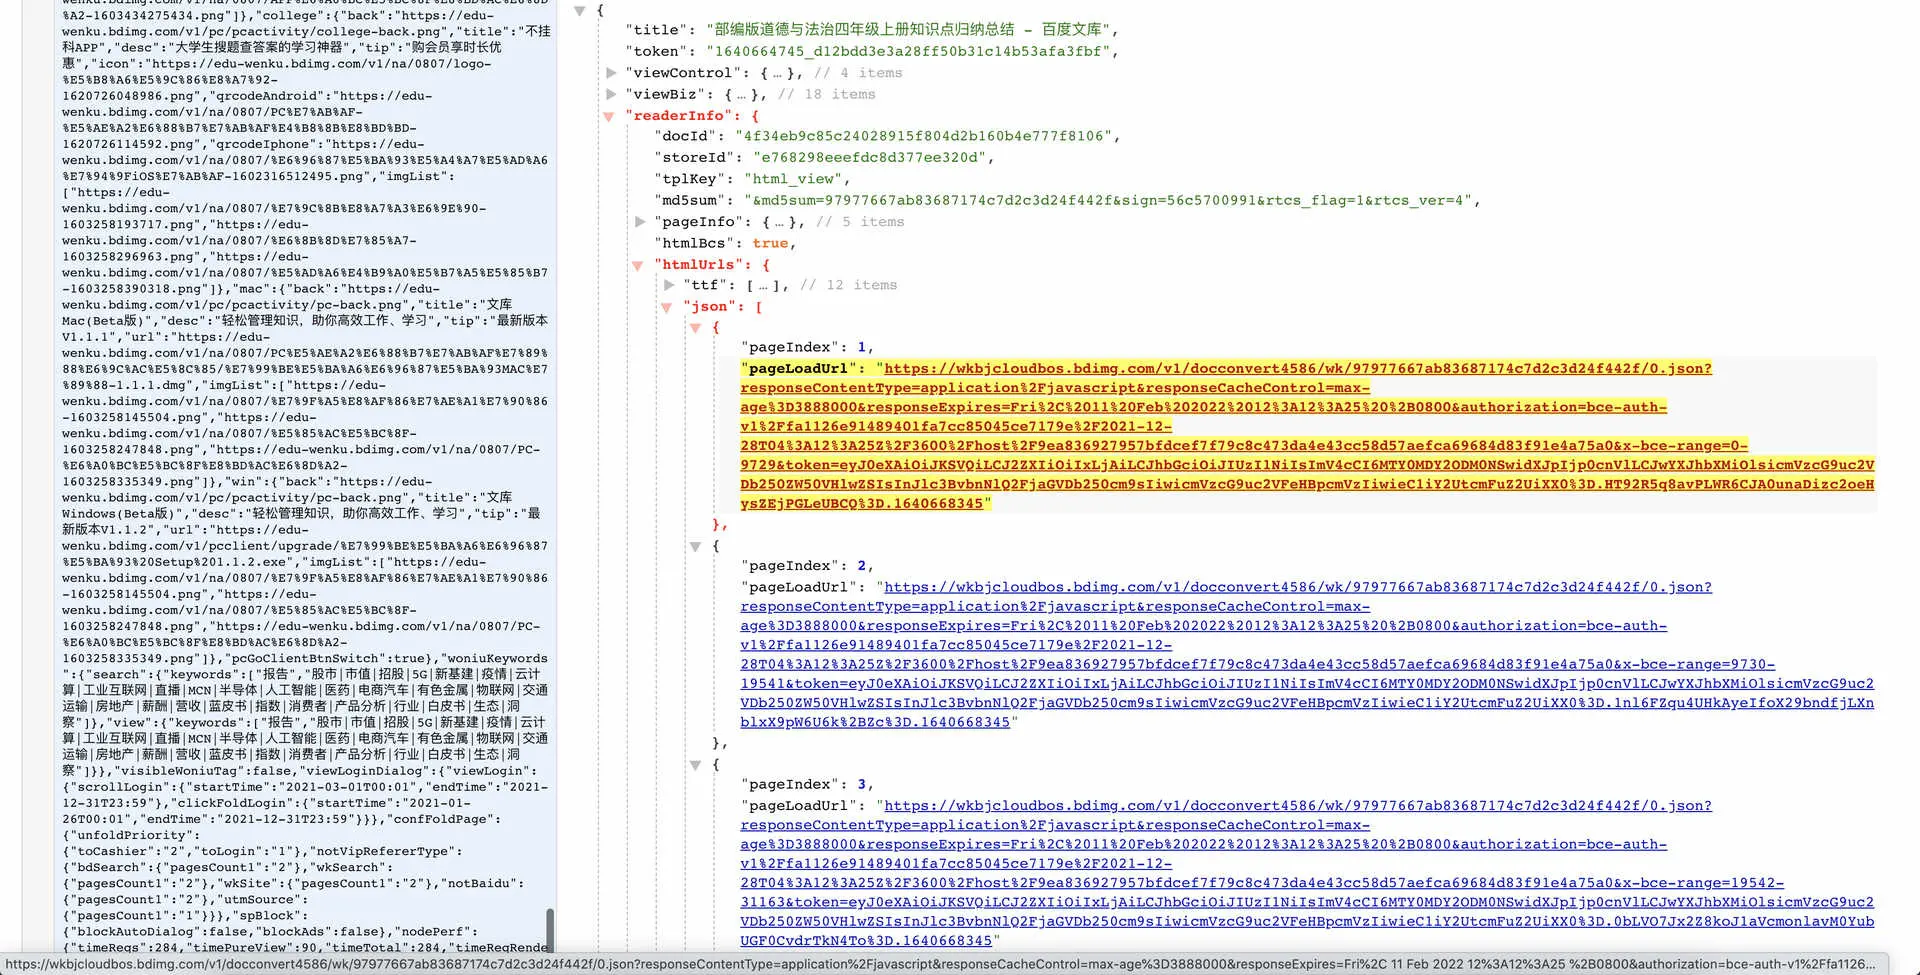 wenku.bdimg.com/v1/na/0807/APP%E6%A0%BC%E5%BC%8F%E8%BD%AC%E6%8D%
A2-1603434275434.png"]},"college":{"back":"https://edu-
wenku.bdimg.com/v1/pc/pcactivity/college-back.png","title":"不挂
科APP","desc":"大学生搜题查答案的学习神器","tip":"购会员享时长优
惠","icon":"https://edu-wenku.bdimg.com/v1/na/0807/logo-
%E5%B8%A6%E5%9C%86%E8%A7%92-
1620726048986.png","qrcodeAndroid":"https://edu-
wenku.bdimg.com/v1/na/0807/PC%E7%AB%AF-
%E5%AE%A2%E6%88%B7%E7%AB%AF%E4%B8%8B%E8%BD%BD-
1620726114592.png","qrcodeIphone":"https://edu-
wenku.bdimg.com/v1/na/0807/%E6%96%87%E5%BA%93%E5%A4%A7%E5%AD%A6
%E7%94%9FiOS%E7%AB%AF-1602316512495.png","imgList":
["https://edu-
wenku.bdimg.com/v1/na/0807/%E7%9C%8B%E8%A7%A3%E6%9E%90-
1603258193717.png","https://edu-
wenku.bdimg.com/v1/na/0807/%E6%8B%8D%E7%85%A7-
1603258296963.png","https://edu-
wenku.bdimg.com/v1/na/0807/%E5%AD%A6%E4%B9%A0%E5%B7%A5%E5%85%B7
-1603258390318.png"]},"mac":{"back":"https://edu-
wenku.bdimg.com/v1/pc/pcactivity/pc-back.png","title":"文库
Mac(Beta版)","desc":"轻松管理知识，助你高效工作、学习","tip":"最新版本
V1.1.1","url":"https://edu-
wenku.bdimg.com/v1/na/0807/PC%E5%AE%A2%E6%88%B7%E7%AB%AF%E7%89%
88%E6%9C%AC%E5%8C%85/%E7%99%BE%E5%BA%A6%E6%96%87%E5%BA%93MAC%E7
%89%88-1.1.1.dmg","imgList":["https://edu-
wenku.bdimg.com/v1/na/0807/%E7%9F%A5%E8%AF%86%E7%AE%A1%E7%90%86
-1603258145504.png","https://edu-
wenku.bdimg.com/v1/na/0807/%E5%85%AC%E5%BC%8F-
1603258247848.png","https://edu-wenku.bdimg.com/v1/na/0807/PC-
%E6%A0%BC%E5%BC%8F%E8%BD%AC%E6%8D%A2-
1603258335349.png"]},"win":{"back":"https://edu-
wenku.bdimg.com/v1/pc/pcactivity/pc-back.png","title":"文库
Windows(Beta版)","desc":"轻松管理知识，助你高效工作、学习","tip":"最
新版本V1.1.2","url":"https://edu-
wenku.bdimg.com/v1/pcclient/upgrade/%E7%99%BE%E5%BA%A6%E6%96%87
%E5%BA%93%20Setup%201.1.2.exe","imgList":["https://edu-
wenku.bdimg.com/v1/na/0807/%E7%9F%A5%E8%AF%86%E7%AE%A1%E7%90%86
-1603258145504.png","https://edu-
wenku.bdimg.com/v1/na/0807/%E5%85%AC%E5%BC%8F-
1603258247848.png","https://edu-wenku.bdimg.com/v1/na/0807/PC-
%E6%A0%BC%E5%BC%8F%E8%BD%AC%E6%8D%A2-
1603258335349.png"]},"pcGoClientBtnSwitch":true},"woniuKeywords
":{"search":{"keywords":["报告","股市|市值|招股|5G|新基建|疫情|云计
算|工业互联网|直播|MCN|半导体|人工智能|医药|电商汽车|有色金属|物联网|交通
运输|房地产|薪酬|营收|蓝皮书|指数|消费者|产品分析|行业|白皮书|生态|洞
察"]},"view":{"keywords":["报告","股市|市值|招股|5G|新基建|疫情|云计
算|工业互联网|直播|MCN|半导体|人工智能|医药|电商汽车|有色金属|物联网|交通
运输|房地产|薪酬|营收|蓝皮书|指数|消费者|产品分析|行业|白皮书|生态|洞
察"]}},"visibleWoniuTag":false,"viewLoginDialog":{"viewLogin":
{"scrollLogin":{"startTime":"2021-03-01T00:01","endTime":"2021-
12-31T23:59"},"clickFoldLogin":{"startTime":"2021-01-
26T00:01","endTime":"2021-12-31T23:59"}}},"confFoldPage":
{"unfoldPriority":
{"toCashier":"2","toLogin":"1"},"notVipRefererType":
{"bdSearch":{"pagesCount1":"2"},"wkSearch":
{"pagesCount1":"2"},"wkSite":{"pagesCount1":"2"},"notBaidu":
{"pagesCount1":"2"},"utmSource":
{"pagesCount1":"1"}}},"spBlock":
{"blockAutoDialog":false,"blockAds":false},"nodePerf":
{"timeReqs":284,"timePureView":90,"timeTotal":284,"timeReqRende
{
"title": "部编版道德与法治四年级上册知识点归纳总结 - 百度文库",
"token": "1640664745_d12bdd3e3a28ff50b31c14b53afa3fbf",
"viewControl": {…}, // 4 items
"viewBiz": {…}, // 18 items
"readerInfo": {
"docId": "4f34eb9c85c24028915f804d2b160b4e777f8106",
"storeId": "e768298eeefdc8d377ee320d",
"tplKey": "html_view",
"md5sum": "&md5sum=97977667ab83687174c7d2c3d24f442f&sign=56c5700991&rtcs_flag=1&rtcs_ver=4",
"pageInfo": {…}, // 5 items
"htmlBcs": true,
"htmlUrls": {
"ttf": […], // 12 items
"json": [
{
"pageIndex": 1,
"pageLoadUrl": "https://wkbjcloudbos.bdimg.com/v1/docconvert4586/wk/97977667ab83687174c7d2c3d24f442f/0.json?
responseContentType=application%2Fjavascript&responseCacheControl=max-
age%3D3888000&responseExpires=Fri%2C%2011%20Feb%202022%2012%3A12%3A25%20%2B0800&authorization=bce-auth-
v1%2Ffa1126e91489401fa7cc85045ce7179e%2F2021-12-
28T04%3A12%3A25Z%2F3600%2Fhost%2F9ea836927957bfdcef7f79c8c473da4e43cc58d57aefca69684d83f91e4a75a0&x-bce-range=0-
9729&token=eyJ0eXAiOiJKSVQiLCJ2ZXIiOiIxLjAiLCJhbGciOiJIUzI1NiIsImV4cCI6MTY0MDY2ODM0NSwidXJpIjp0cnVlLCJwYXJhbXMiOlsicmVzcG9uc2V
Db250ZW50VHlwZSIsInJlc3BvbnNlQ2FjaGVDb250cm9sIiwicmVzcG9uc2VFeHBpcmVzIiwieC1iY2UtcmFuZ2UiXX0%3D.HT92R5q8avPLWR6CJA0unaDizc2oeH
ysZEjPGLeUBCQ%3D.1640668345"
},
{
"pageIndex": 2,
"pageLoadUrl": "https://wkbjcloudbos.bdimg.com/v1/docconvert4586/wk/97977667ab83687174c7d2c3d24f442f/0.json?
responseContentType=application%2Fjavascript&responseCacheControl=max-
age%3D3888000&responseExpires=Fri%2C%2011%20Feb%202022%2012%3A12%3A25%20%2B0800&authorization=bce-auth-
v1%2Ffa1126e91489401fa7cc85045ce7179e%2F2021-12-
28T04%3A12%3A25Z%2F3600%2Fhost%2F9ea836927957bfdcef7f79c8c473da4e43cc58d57aefca69684d83f91e4a75a0&x-bce-range=9730-
19541&token=eyJ0eXAiOiJKSVQiLCJ2ZXIiOiIxLjAiLCJhbGciOiJIUzI1NiIsImV4cCI6MTY0MDY2ODM0NSwidXJpIjp0cnVlLCJwYXJhbXMiOlsicmVzcG9uc2
VDb250ZW50VHlwZSIsInJlc3BvbnNlQ2FjaGVDb250cm9sIiwicmVzcG9uc2VFeHBpcmVzIiwieC1iY2UtcmFuZ2UiXX0%3D.1nl6FZqu4UHkAyeIfoX29bndfjLXn
blxX9pW6U6k%2BZc%3D.1640668345"
},
{
"pageIndex": 3,
"pageLoadUrl": "https://wkbjcloudbos.bdimg.com/v1/docconvert4586/wk/97977667ab83687174c7d2c3d24f442f/0.json?
responseContentType=application%2Fjavascript&responseCacheControl=max-
age%3D3888000&responseExpires=Fri%2C%2011%20Feb%202022%2012%3A12%3A25%20%2B0800&authorization=bce-auth-
v1%2Ffa1126e91489401fa7cc85045ce7179e%2F2021-12-
28T04%3A12%3A25Z%2F3600%2Fhost%2F9ea836927957bfdcef7f79c8c473da4e43cc58d57aefca69684d83f91e4a75a0&x-bce-range=19542-
31163&token=eyJ0eXAiOiJKSVQiLCJ2ZXIiOiIxLjAiLCJhbGciOiJIUzI1NiIsImV4cCI6MTY0MDY2ODM0NSwidXJpIjp0cnVlLCJwYXJhbXMiOlsicmVzcG9uc2
VDb250ZW50VHlwZSIsInJlc3BvbnNlQ2FjaGVDb250cm9sIiwicmVzcG9uc2VFeHBpcmVzIiwieC1iY2UtcmFuZ2UiXX0%3D.0bLVO7Jx2Z8koJ1aVcmonlavM0Yub
UGF0CvdrTkN4To%3D.1640668345"
https://wkbjcloudbos.bdimg.com/v1/docconvert4586/wk/97977667ab83687174c7d2c3d24f442f/0.json?responseContentType=application%2Fjavascript&responseCacheControl=max-age%3D3888000&responseExpires=Fri%2C 11 Feb 2022 12%3A12%3A25 %2B0800&authorization=bce-auth-v1%2Ffa1126…